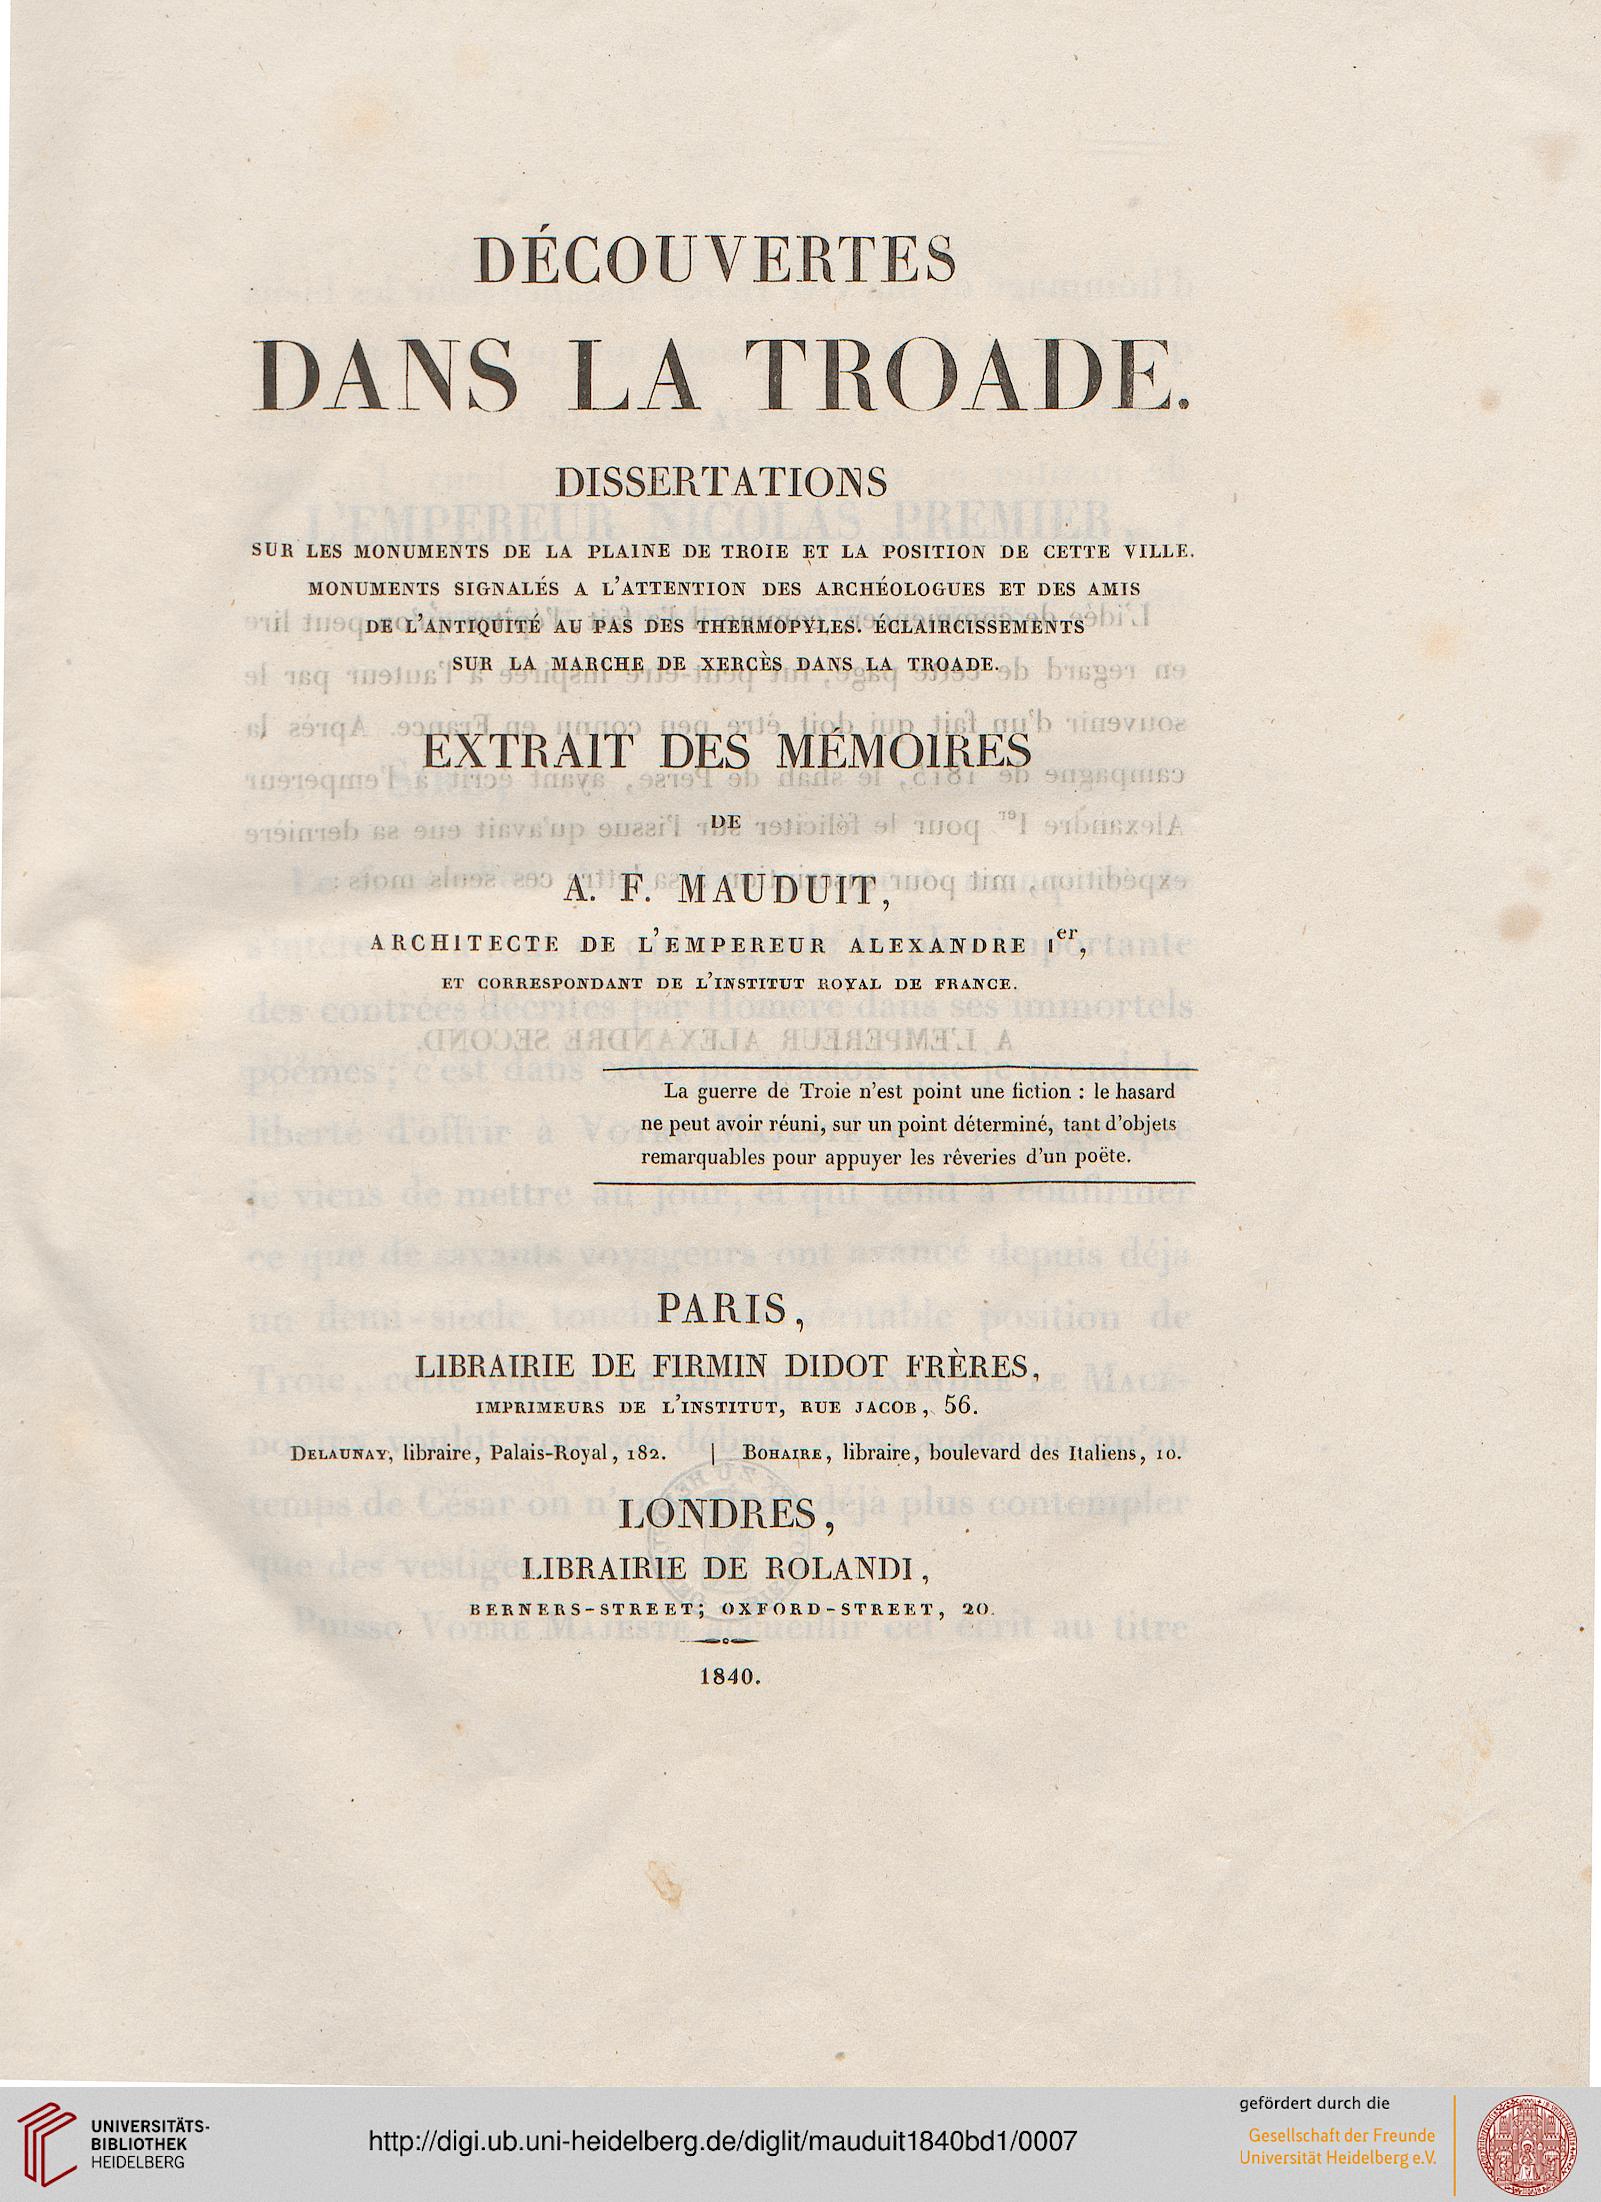 DÉCOUVERTES
DANS LA TROADE.
DISSERTATIONS
SUR LES MONUMENTS DE LA PLAINE DE TROIE ET LA POSITION DE CETTE VILLE.
MONUMENTS SIGNALÉS A L'ATTENTION DES ARCHÉOLOGUES ET DES AMIS
DE L'ANTIQUITÉ AU PAS DES THERMOPYLES. ÉCLAIRCISSEMENTS
SUR LA MARCHE DE XERCÈS DANS LA TROADE.
EXTRAIT DES MÉMOIRES
DE
A. F. MAUDUIT,
ARCHITECTE DE L'EMPEREUR ALEXANDRE Ier,
ET CORRESPONDANT DE L'INSTITUT ROYAL DE FRANCE.
La guerre de Troie n'est point une fiction : le hasard
ne peut avoir réuni, sur un point déterminé, tant d'objets
remarquables pour appuyer les rêveries d'un poëte.
PARIS,
LIBRAIRIE DE FIRMIN DIDOT FRÈRES,
IMPRIMEURS DE L'INSTITUT, RUE JACOB, 56.
DELAUNAY, libraire, Palais-Royal, 182. | BOHAIRE, libraire, boulevard des Italiens, 10.
LONDRES,
LIBRAIRIE DE ROLANDI,
BERNERS-STREET; OXFORD-STREET, 20.
1840.
UNIVERSITÄTS-
BIBLIOTHEK
HEIDELBERG
http://digi.ub.uni-heidelberg.de/diglit/mauduit1840bd1/0007
gefördert durch die
Gesellschaft der Freunde
Universität Heidelberg e.V.